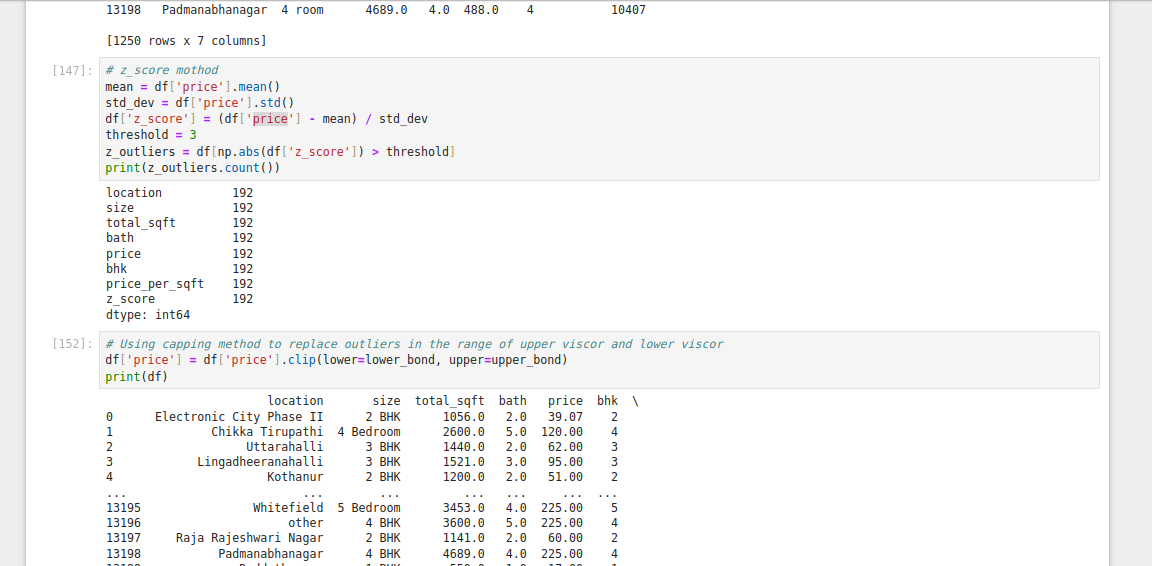 13198   Padmanabhanagar  4 room      4689.0   4.0  488.0    4           10407
[1250 rows x 7 columns]
[147]: # z_score mothod
mean = df['price'].mean()
std_dev = df['price'].std()
df['z_score'] = (df['price'] - mean) / std_dev
threshold = 3
z_outliers = df[np.abs(df['z_score']) > threshold]
print(z_outliers.count())
location          192
size              192
total_sqft        192
bath              192
price             192
bhk               192
price_per_sqft    192
z_score           192
dtype: int64
[152]: # Using capping method to replace outliers in the range of upper viscor and lower viscor
df['price'] = df['price'].clip(lower=lower_bond, upper=upper_bond)
print(df)
location       size  total_sqft  bath   price  bhk  \
0      Electronic City Phase II      2 BHK      1056.0   2.0   39.07    2
1              Chikka Tirupathi  4 Bedroom      2600.0   5.0  120.00    4
2                   Uttarahalli      3 BHK      1440.0   2.0   62.00    3
3            Lingadheeranahalli      3 BHK      1521.0   3.0   95.00    3
4                      Kothanur      2 BHK      1200.0   2.0   51.00    2
...                         ...        ...         ...   ...     ...  ...
13195                Whitefield  5 Bedroom      3453.0   4.0  225.00    5
13196                     other      4 BHK      3600.0   5.0  225.00    4
13197     Raja Rajeshwari Nagar      2 BHK      1141.0   2.0   60.00    2
13198           Padmanabhanagar      4 BHK      4689.0   4.0  225.00    4